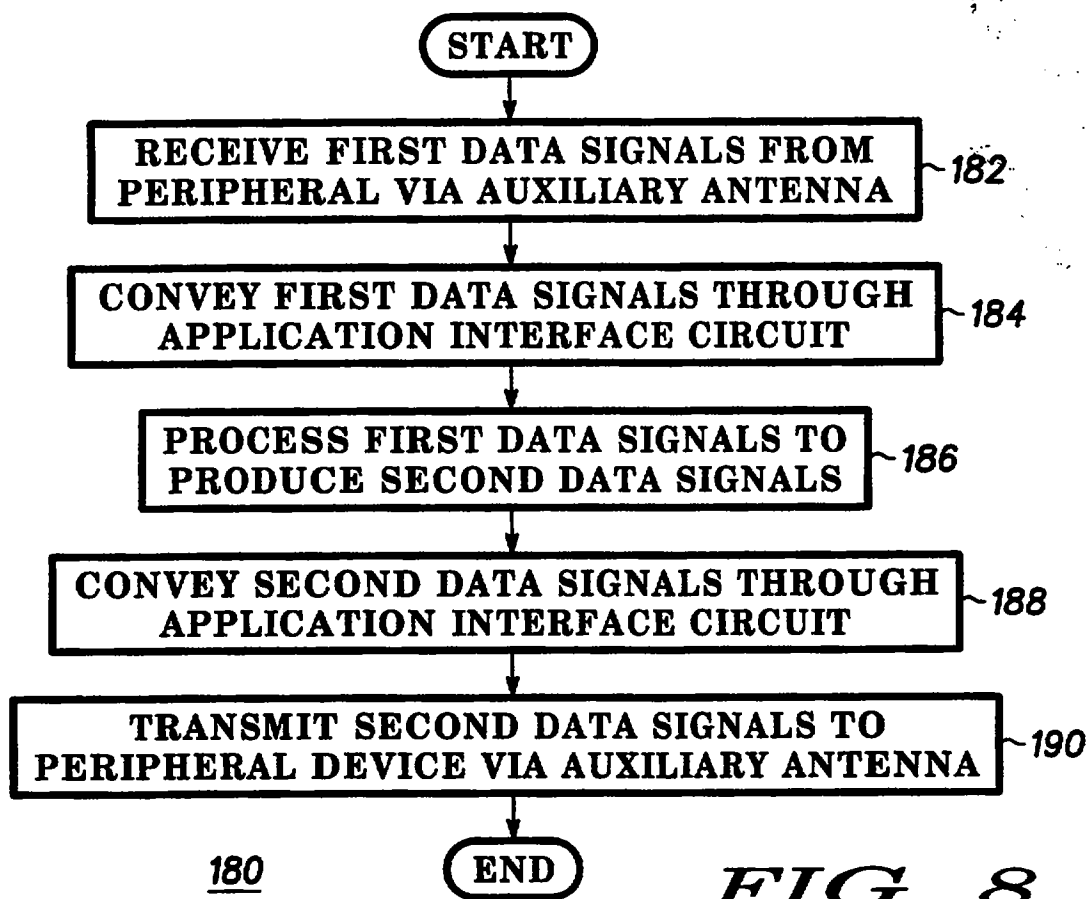 START
RECEIVE FIRST DATA SIGNALS FROM
PERIPHERAL VIA AUXILIARY ANTENNA
182
CONVEY FIRST DATA SIGNALS THROUGH
APPLICATION INTERFACE CIRCUIT
184
PROCESS FIRST DATA SIGNALS TO
PRODUCE SECOND DATA SIGNALS
186
CONVEY SECOND DATA SIGNALS THROUGH
APPLICATION INTERFACE CIRCUIT
188
TRANSMIT SECOND DATA SIGNALS TO
PERIPHERAL DEVICE VIA AUXILIARY ANTENNA
190
END
180
FIG. 8